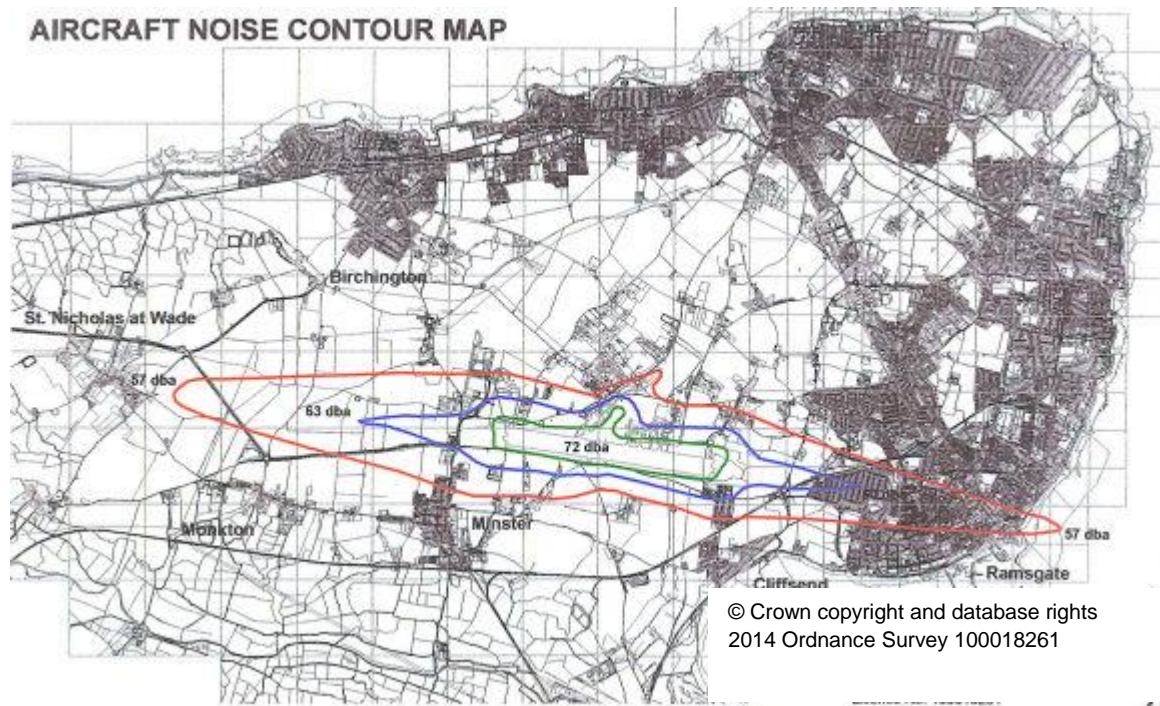 AIRCRAFT NOISE CONTOUR MAP
Birchington
St. Nicholas at Wade
57 dba
63 dba
72 dba
Minster
Monkton
57 dba
Ramsgate
Cliffsend
© Crown copyright and database rights
2014 Ordnance Survey 100018261